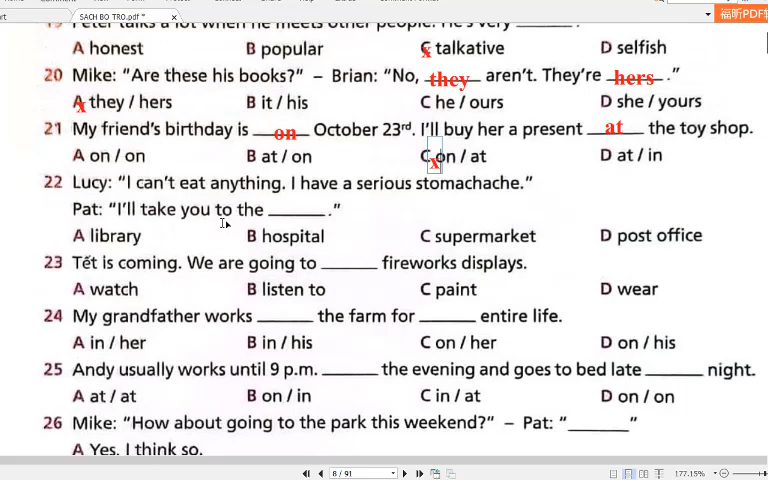 SACH BO TRO.pdf * ×
福昕PDF转
19 Peter talks a lot when he meets other people. He's very ______.
A honest B popular C x talkative D selfish
20 Mike: "Are these his books?" – Brian: "No, they aren't. They're hers."
A x they / hers B it / his C he / ours D she / yours
21 My friend's birthday is on October 23rd. I'll buy her a present at the toy shop.
A on / on B at / on C x on / at D at / in
22 Lucy: "I can't eat anything. I have a serious stomachache."
Pat: "I'll take you to the ______."
A library B hospital C supermarket D post office
23 Tết is coming. We are going to ______ fireworks displays.
A watch B listen to C paint D wear
24 My grandfather works ______ the farm for ______ entire life.
A in / her B in / his C on / her D on / his
25 Andy usually works until 9 p.m. ______ the evening and goes to bed late ______ night.
A at / at B on / in C in / at D on / on
26 Mike: "How about going to the park this weekend?" – Pat: "______"
A Yes, I think so.
8 / 91 177.15%